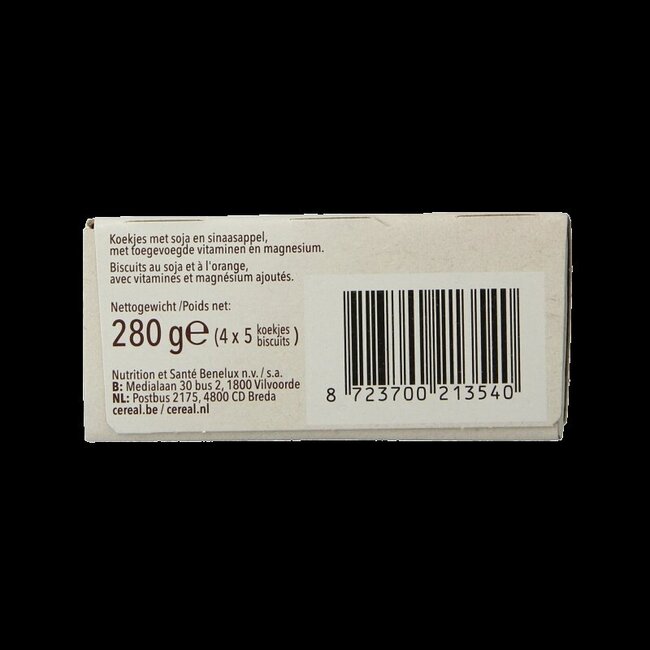 Koekjes met soja en sinaasappel,
met toegevoegde vitaminen en magnesium.
Biscuits au soja et à l'orange,
avec vitamines et magnésium ajoutés.
Nettogewicht /Poids net:
280 g℮ (4 x 5 koekjes
biscuits )
Nutrition et Santé Benelux n.v. / s.a.
B: Medialaan 30 bus 2, 1800 Vilvoorde
NL: Postbus 2175, 4800 CD Breda
cereal.be / cereal.nl
8 723700 213540